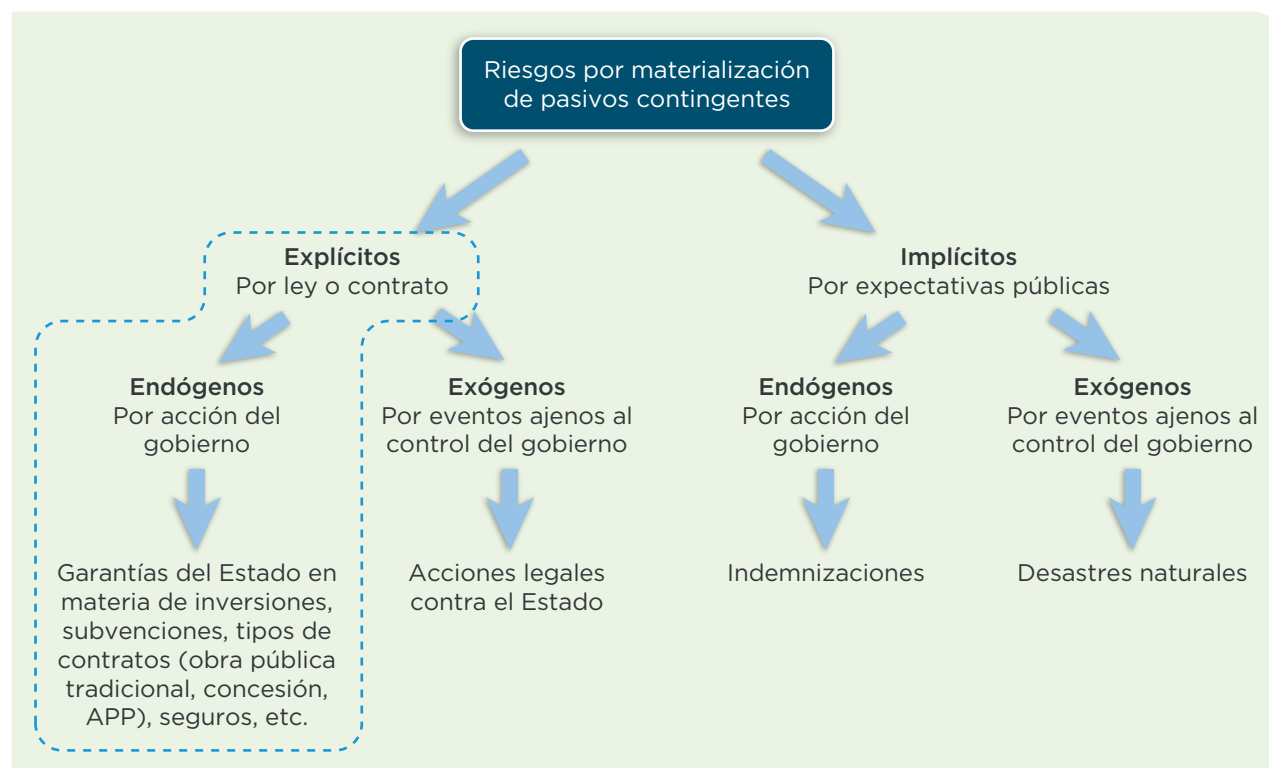 Riesgos por materialización
de pasivos contingentes
Explícitos
Por ley o contrato
Implícitos
Por expectativas públicas
Endógenos
Por acción del
gobierno
Exógenos
Por eventos ajenos al
control del gobierno
Endógenos
Por acción del
gobierno
Exógenos
Por eventos ajenos al
control del gobierno
Garantías del Estado en
materia de inversiones,
subvenciones, tipos de
contratos (obra pública
tradicional, concesión,
APP), seguros, etc.
Acciones legales
contra el Estado
Indemnizaciones
Desastres naturales